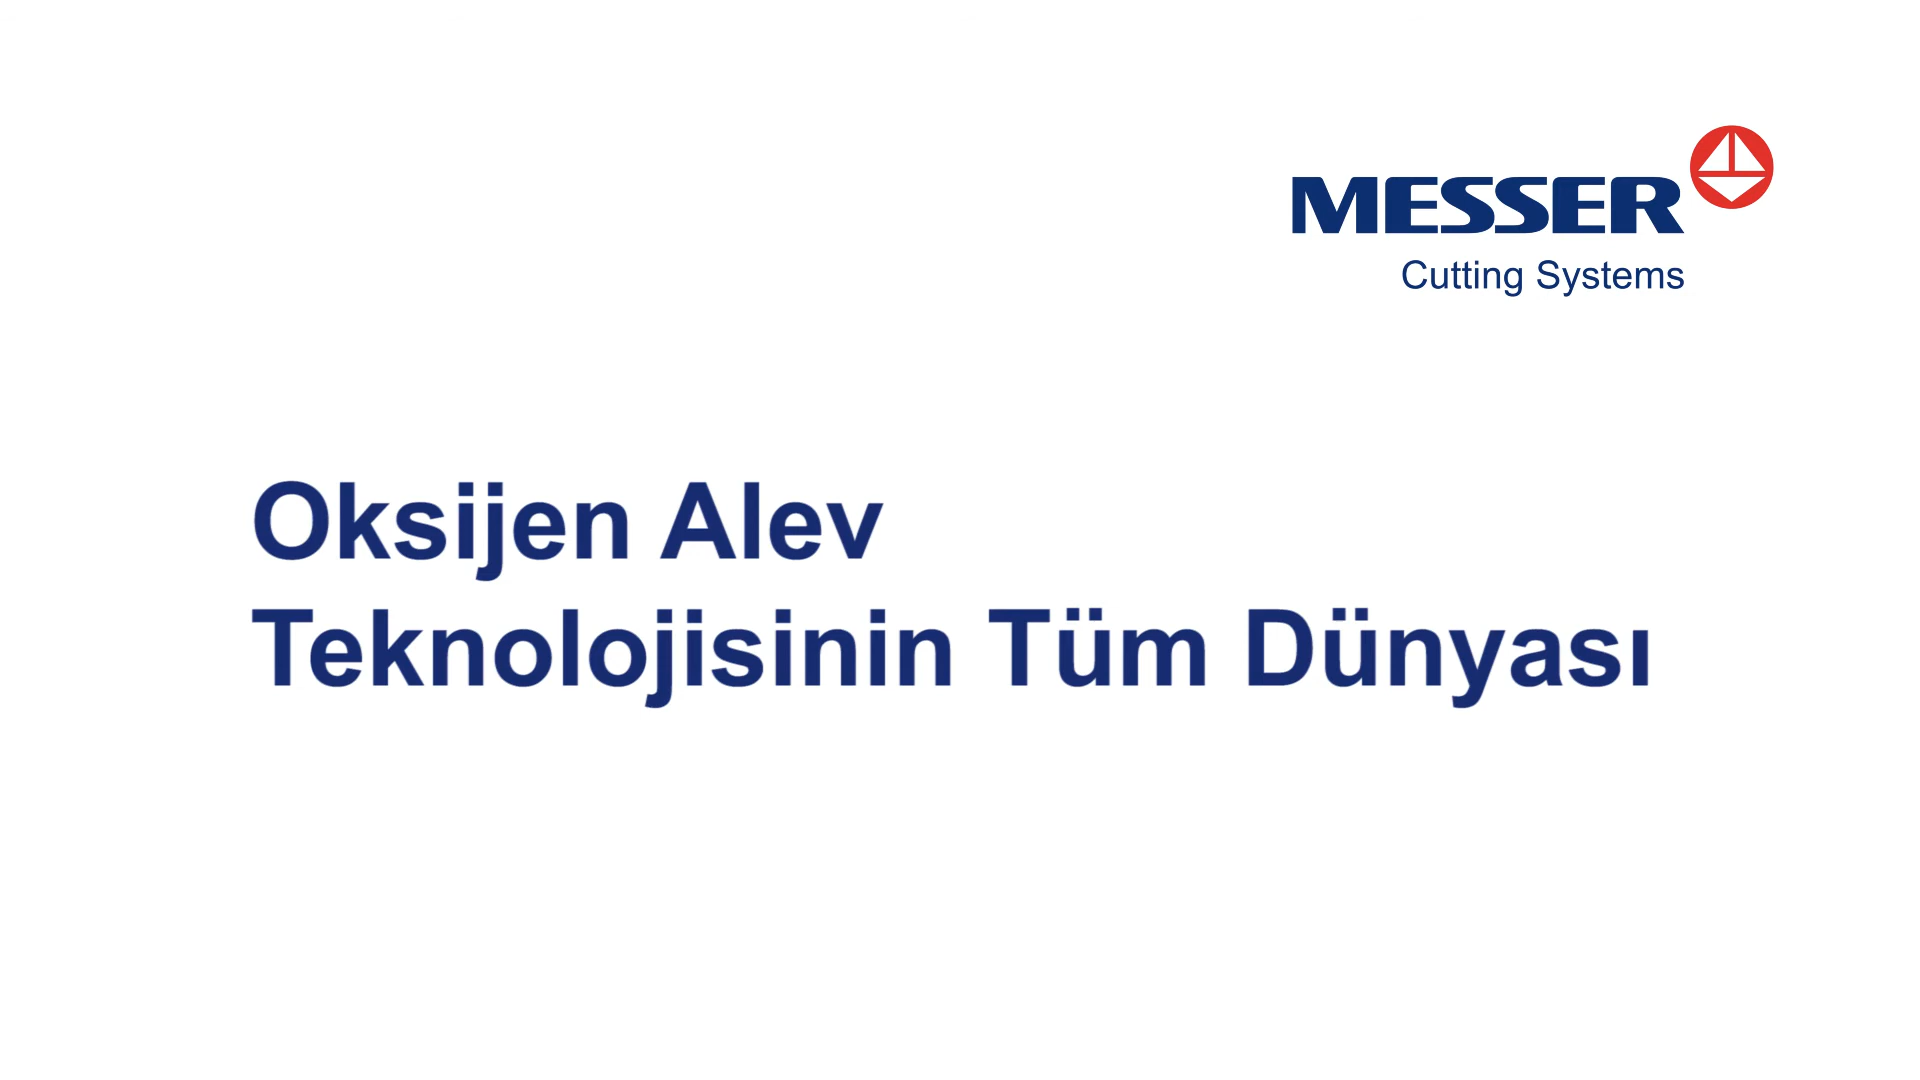 MESSER
Cutting Systems
Oksijen Alev
Teknolojisinin Tüm Dünyası